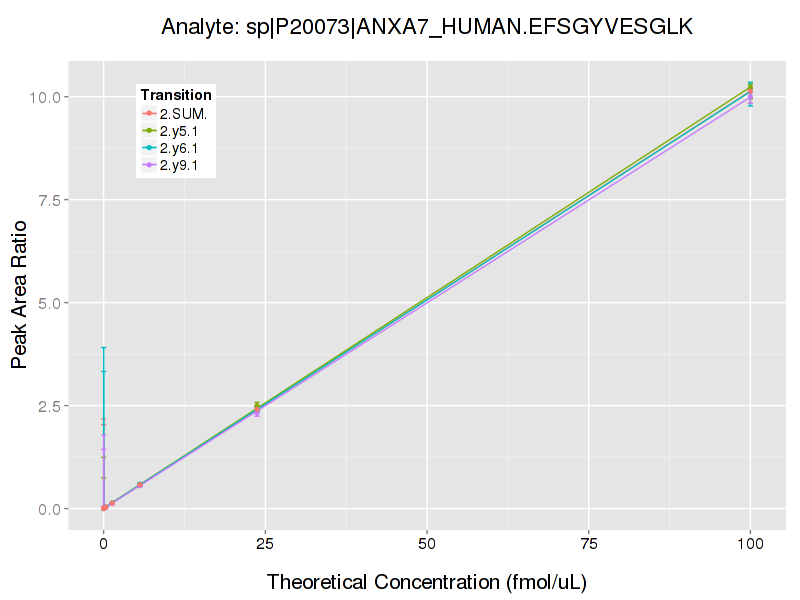 Analyte: sp|P20073|ANXA7_HUMAN.EFSGYVESGLK
Transition
2.SUM.
2.y5.1
2.y6.1
2.y9.1
Peak Area Ratio
10.0
7.5
5.0
2.5
0.0
0 25 50 75 100
Theoretical Concentration (fmol/uL)